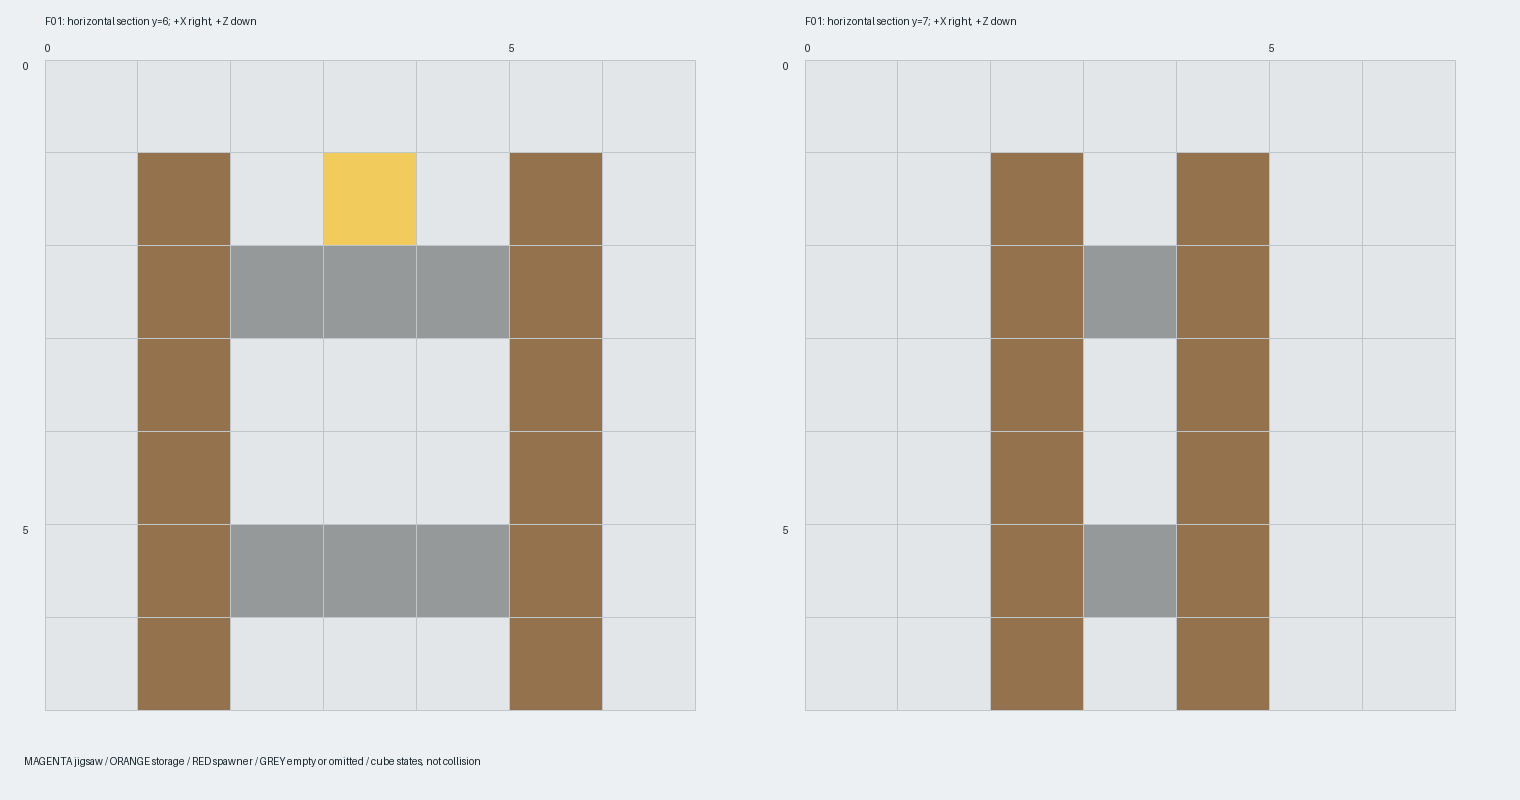 F01: horizontal section y=6; +X right, +Z down
F01: horizontal section y=7; +X right, +Z down
0 5
0 5
0
0
5
5
MAGENTA jigsaw / ORANGE storage / RED spawner / GREY empty or omitted / cube states, not collision